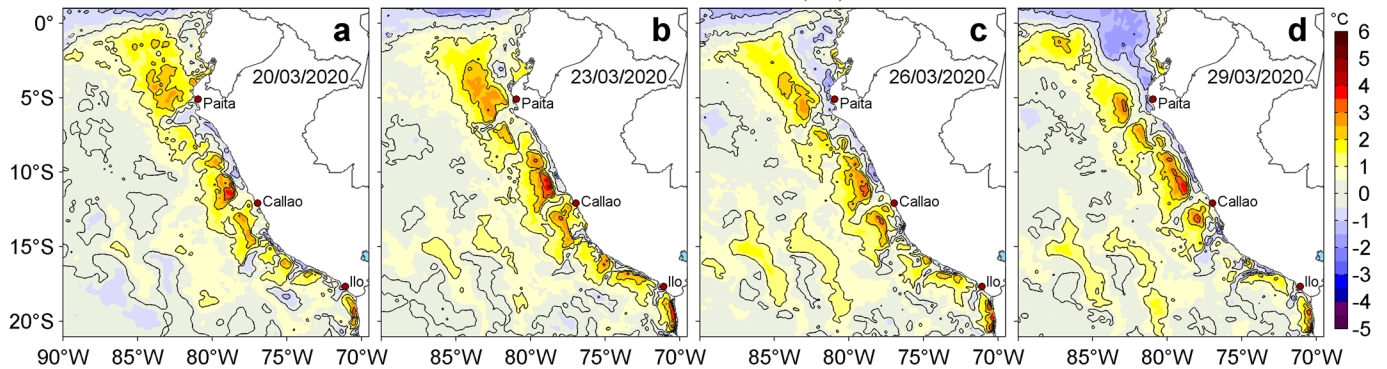 a
b
c
d
°C
20/03/2020
23/03/2020
26/03/2020
29/03/2020
Paita
Paita
Paita
Paita
Callao
Callao
Callao
Callao
Ilo
Ilo
Ilo
Ilo
0°
5°S
10°S
15°S
20°S
90°W 85°W 80°W 75°W 70°W
85°W 80°W 75°W 70°W
85°W 80°W 75°W 70°W
85°W 80°W 75°W 70°W
6
5
4
3
2
1
0
-1
-2
-3
-4
-5